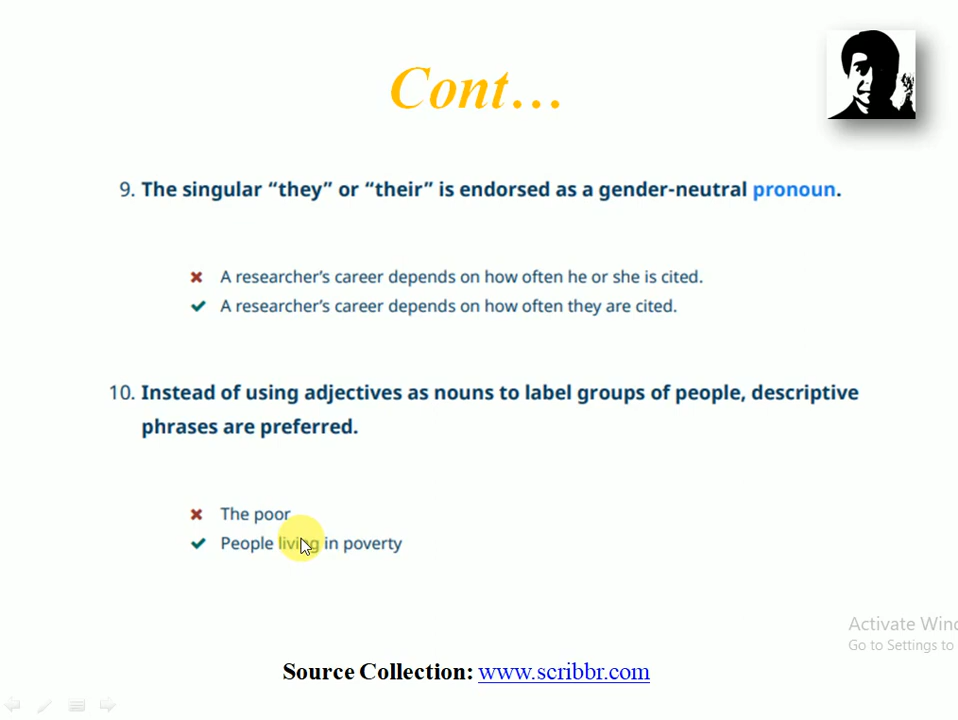 Cont…
9. The singular “they” or “their” is endorsed as a gender-neutral pronoun.
✖ A researcher’s career depends on how often he or she is cited.
✔ A researcher’s career depends on how often they are cited.
10. Instead of using adjectives as nouns to label groups of people, descriptive
phrases are preferred.
✖ The poor
✔ People living in poverty
Activate Win
Go to Settings to
Source Collection: www.scribbr.com